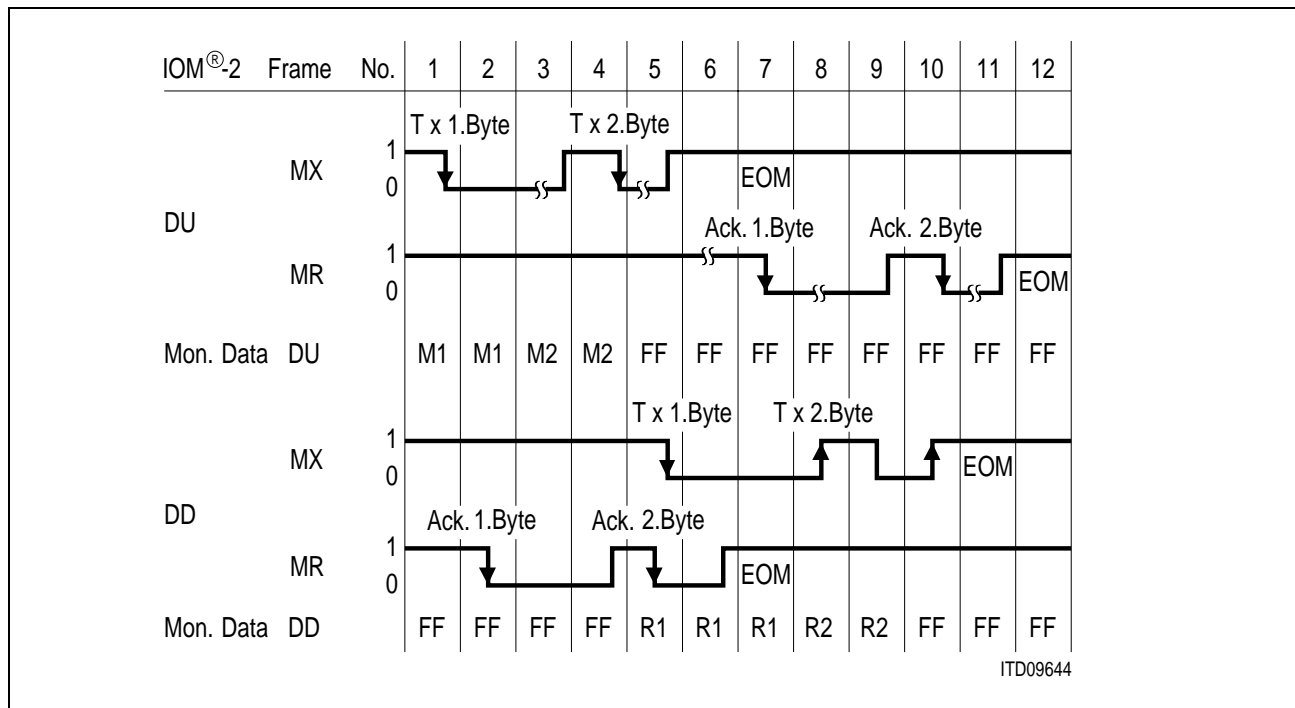 IOM®-2 Frame No. 1 2 3 4 5 6 7 8 9 10 11 12
T x 1.Byte T x 2.Byte
1
MX
0
EOM
DU
Ack. 1.Byte Ack. 2.Byte
1
MR
0
EOM
Mon. Data DU M1 M1 M2 M2 FF FF FF FF FF FF FF FF
T x 1.Byte T x 2.Byte
1
MX
0
EOM
DD
Ack. 1.Byte Ack. 2.Byte
1
MR
0
EOM
Mon. Data DD FF FF FF FF R1 R1 R1 R2 R2 FF FF FF
ITD09644